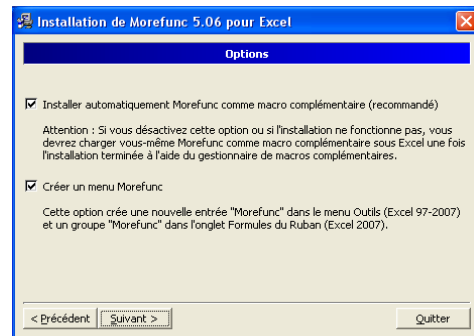 Installation de Morefunc 5.06 pour Excel
Options
Installer automatiquement Morefunc comme macro complémentaire (recommandé)
Attention : Si vous désactivez cette option ou si l'installation ne fonctionne pas, vous
devrez charger vous-même Morefunc comme macro complémentaire sous Excel une fois
l'installation terminée à l'aide du gestionnaire de macros complémentaires.
Créer un menu Morefunc
Cette option crée une nouvelle entrée "Morefunc" dans le menu Outils (Excel 97-2007)
et un groupe "Morefunc" dans l'onglet Formules du Ruban (Excel 2007).
< Précédent Suivant > Quitter